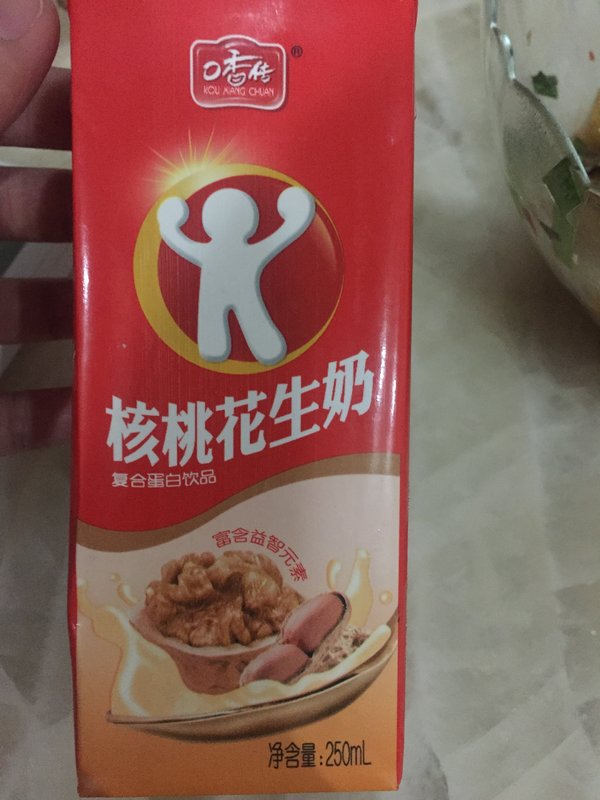 口香传®
KOU XIANG CHUAN
核桃花生奶
复合蛋白饮品
富含益智元素
净含量:250mL